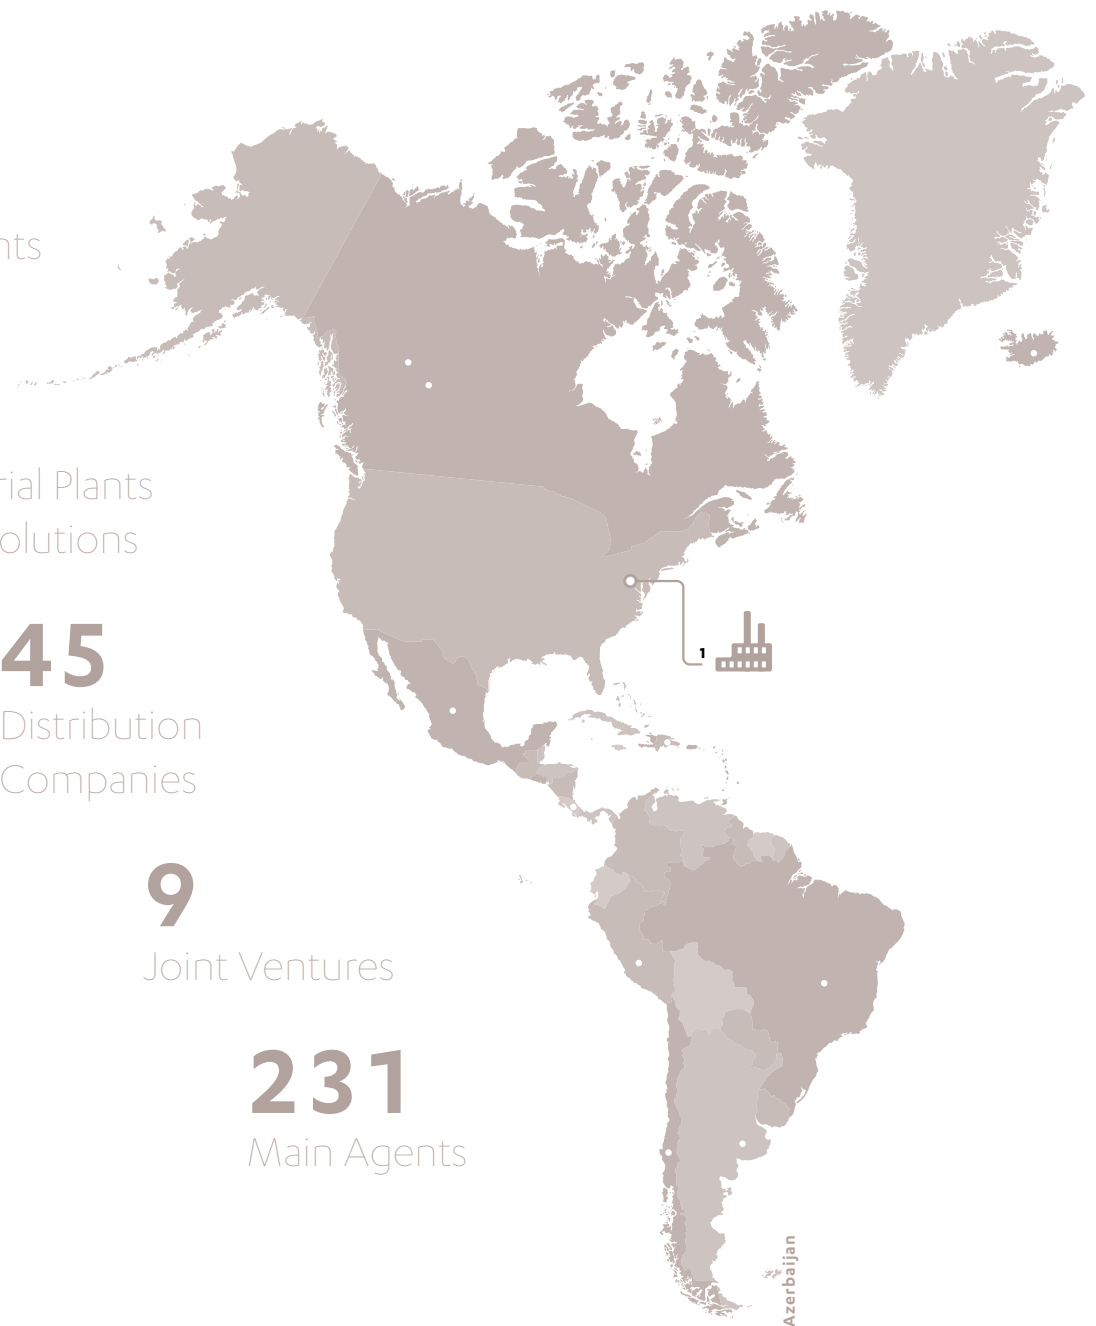 nts
rial Plants
olutions
45
Distribution
Companies
1
9
Joint Ventures
231
Main Agents
Azerbaijan